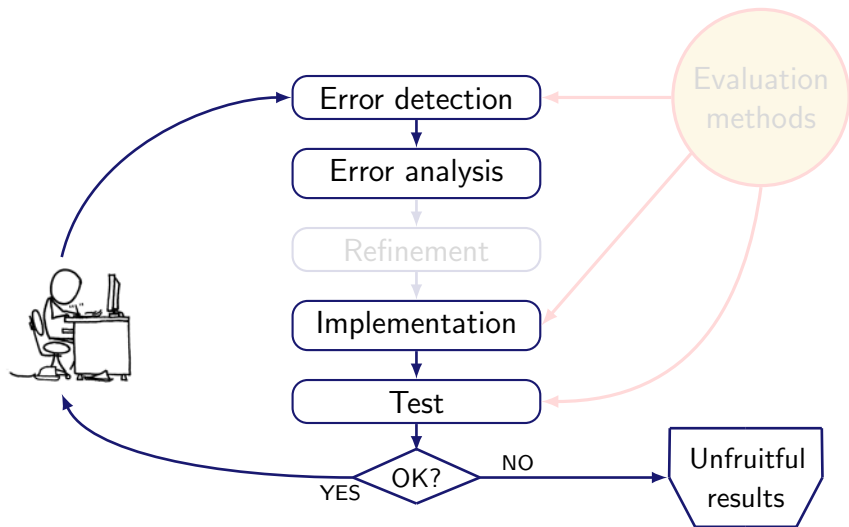 Evaluation
methods
Error detection
Error analysis
Refinement
Implementation
Test
OK?
YES
NO
Unfruitful
results